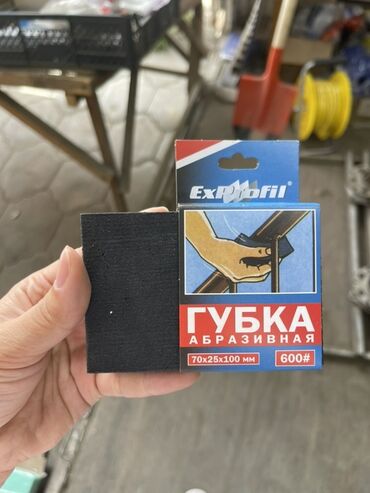 ExProfil®
ГУБКА
АБРАЗИВНАЯ
70x25x100 мм
600#